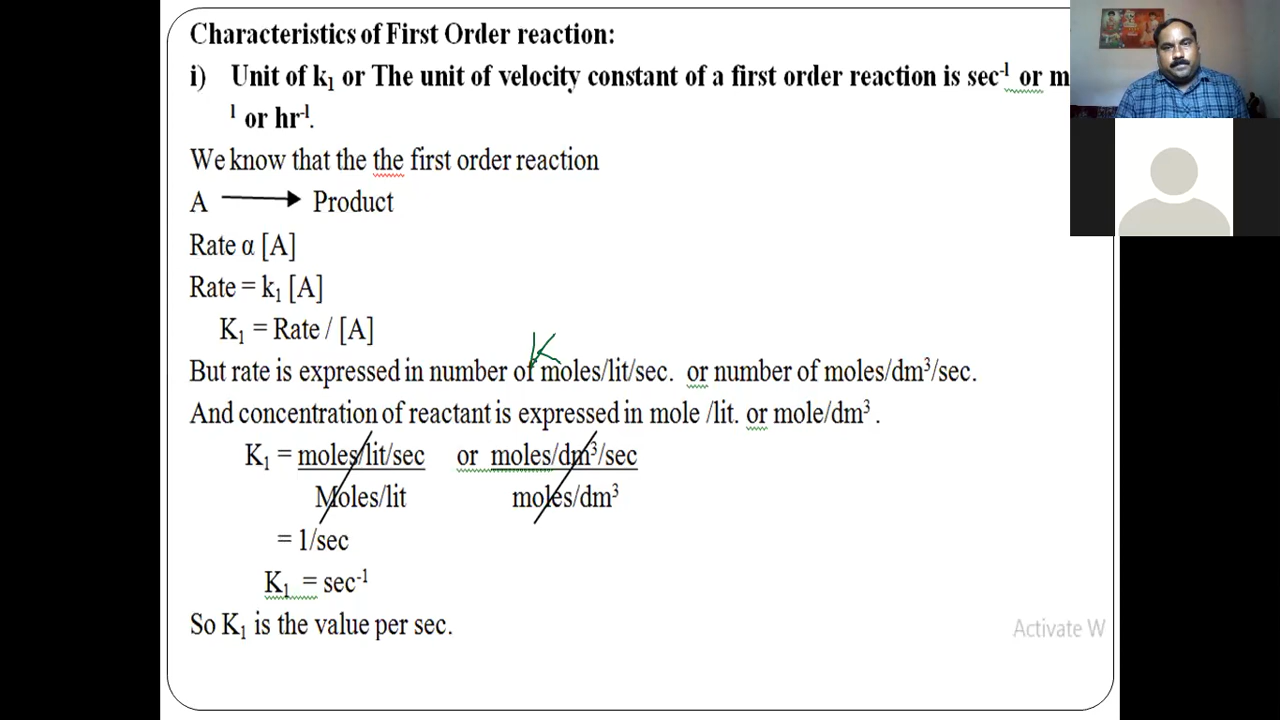 Characteristics of First Order reaction:
i) Unit of k₁ or The unit of velocity constant of a first order reaction is sec⁻¹ or m
¹ or hr⁻¹.
We know that the the first order reaction
A ⟶ Product
Rate α [A]
Rate = k₁ [A]
K₁ = Rate / [A]
K
But rate is expressed in number of moles/lit/sec. or number of moles/dm³/sec.
And concentration of reactant is expressed in mole /lit. or mole/dm³ .
K₁ = moles/lit/sec or moles/dm³/sec
Moles/lit moles/dm³
= 1/sec
K₁ = sec⁻¹
So K₁ is the value per sec.
Activate W